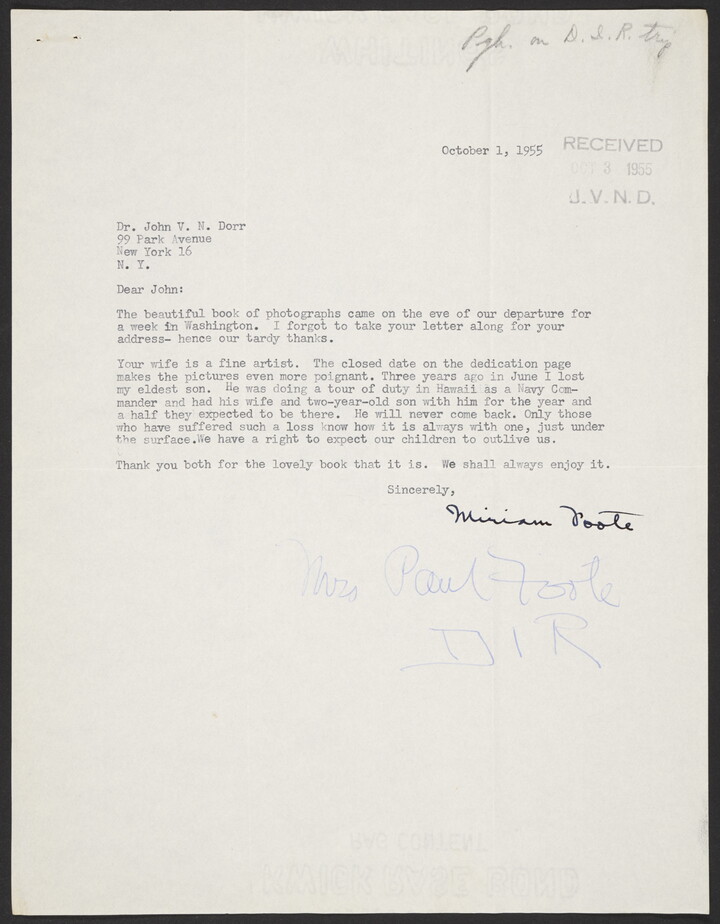 Pgh. on D.I.R. trip
October 1, 1955
RECEIVED
OCT 3 1955
J.V.N.D.
Dr. John V. N. Dorr
99 Park Avenue
New York 16
N. Y.
Dear John:
The beautiful book of photographs came on the eve of our departure for
a week in Washington. I forgot to take your letter along for your
address- hence our tardy thanks.
Your wife is a fine artist. The closed date on the dedication page
makes the pictures even more poignant. Three years ago in June I lost
my eldest son. He was doing a tour of duty in Hawaii as a Navy Com-
mander and had his wife and two-year-old son with him for the year and
a half they expected to be there. He will never come back. Only those
who have suffered such a loss know how it is always with one, just under
the surface.We have a right to expect our children to outlive us.
Thank you both for the lovely book that it is. We shall always enjoy it.
Sincerely,
Miriam Foote
Mrs Paul Foote
DIR
RAG CONTENT